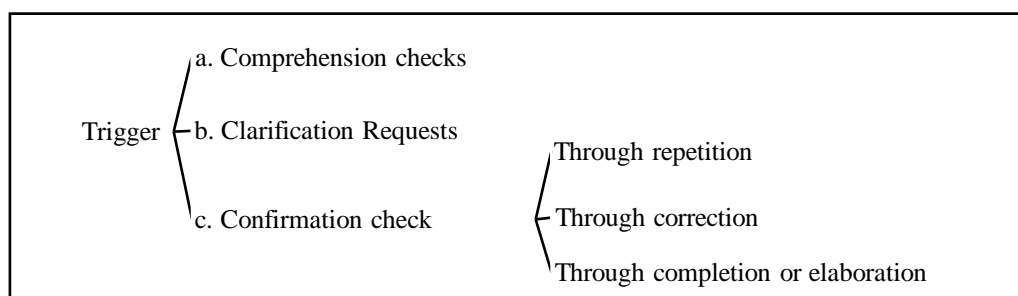 a. Comprehension checks
Trigger
b. Clarification Requests
Through repetition
c. Confirmation check
Through correction
Through completion or elaboration